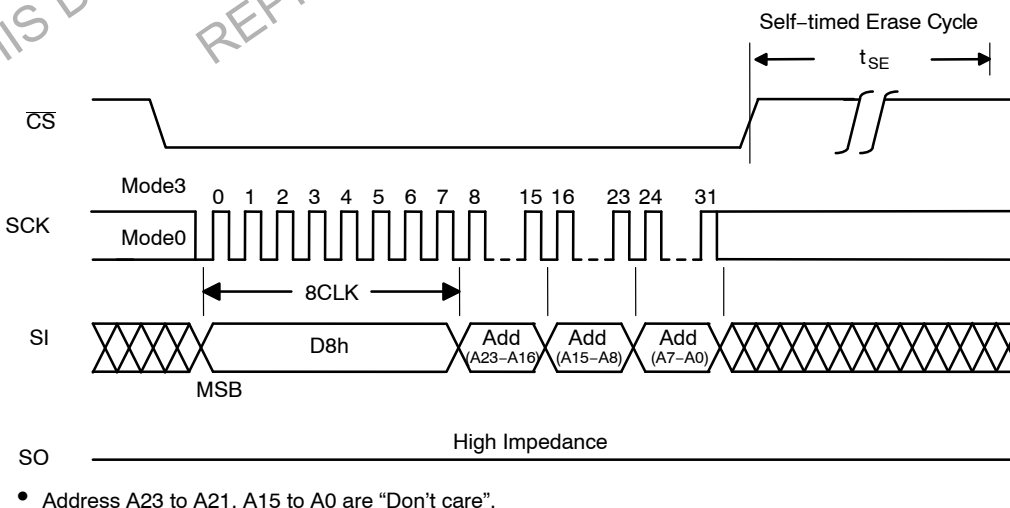 Self−timed Erase Cycle
tSE
CS
Mode3
0 1 2 3 4 5 6 7 8 15 16 23 24 31
SCK
Mode0
8CLK
SI
D8h
Add
(A23−A16)
Add
(A15−A8)
Add
(A7−A0)
MSB
High Impedance
SO
• Address A23 to A21, A15 to A0 are “Don’t care”.